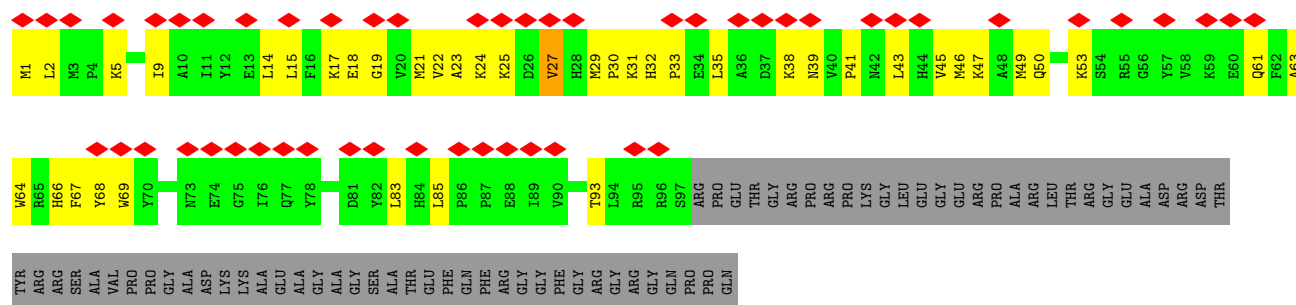 M1 L2 M3 P4 K5 I9 A10 I11 Y12 E13 L14 L15 F16 K17 E18 G19 V20 M21 V22 A23 K24 K25 D26 V27 H28 M29 P30 K31 H32 P33 E34 L35 A36 D37 K38 N39 V40 P41 N42 L43 H44 V45 M46 K47 A48 M49 Q50 K53 S54 R55 G56 Y57 V58 K59 E60 Q61 F62 A63
W64 R65 H66 F67 Y68 W69 Y70 N73 E74 G75 I76 Q77 Y78 D81 Y82 L83 H84 L85 P86 P87 E88 I89 V90 T93 L94 R95 R96 S97 ARG PRO GLU THR GLY ARG PRO ARG PRO LYS GLY LEU GLU GLY GLU ARG PRO ALA ARG LEU THR ARG GLY GLU ALA ASP ARG ASP THR
TYR ARG ARG SER ALA VAL PRO PRO GLY ALA ASP LYS LYS ALA GLU ALA GLY ALA GLY SER ALA THR GLU PHE GLN PHE ARG GLY GLY PHE GLY ARG GLY ARG GLY GLN PRO PRO GLN